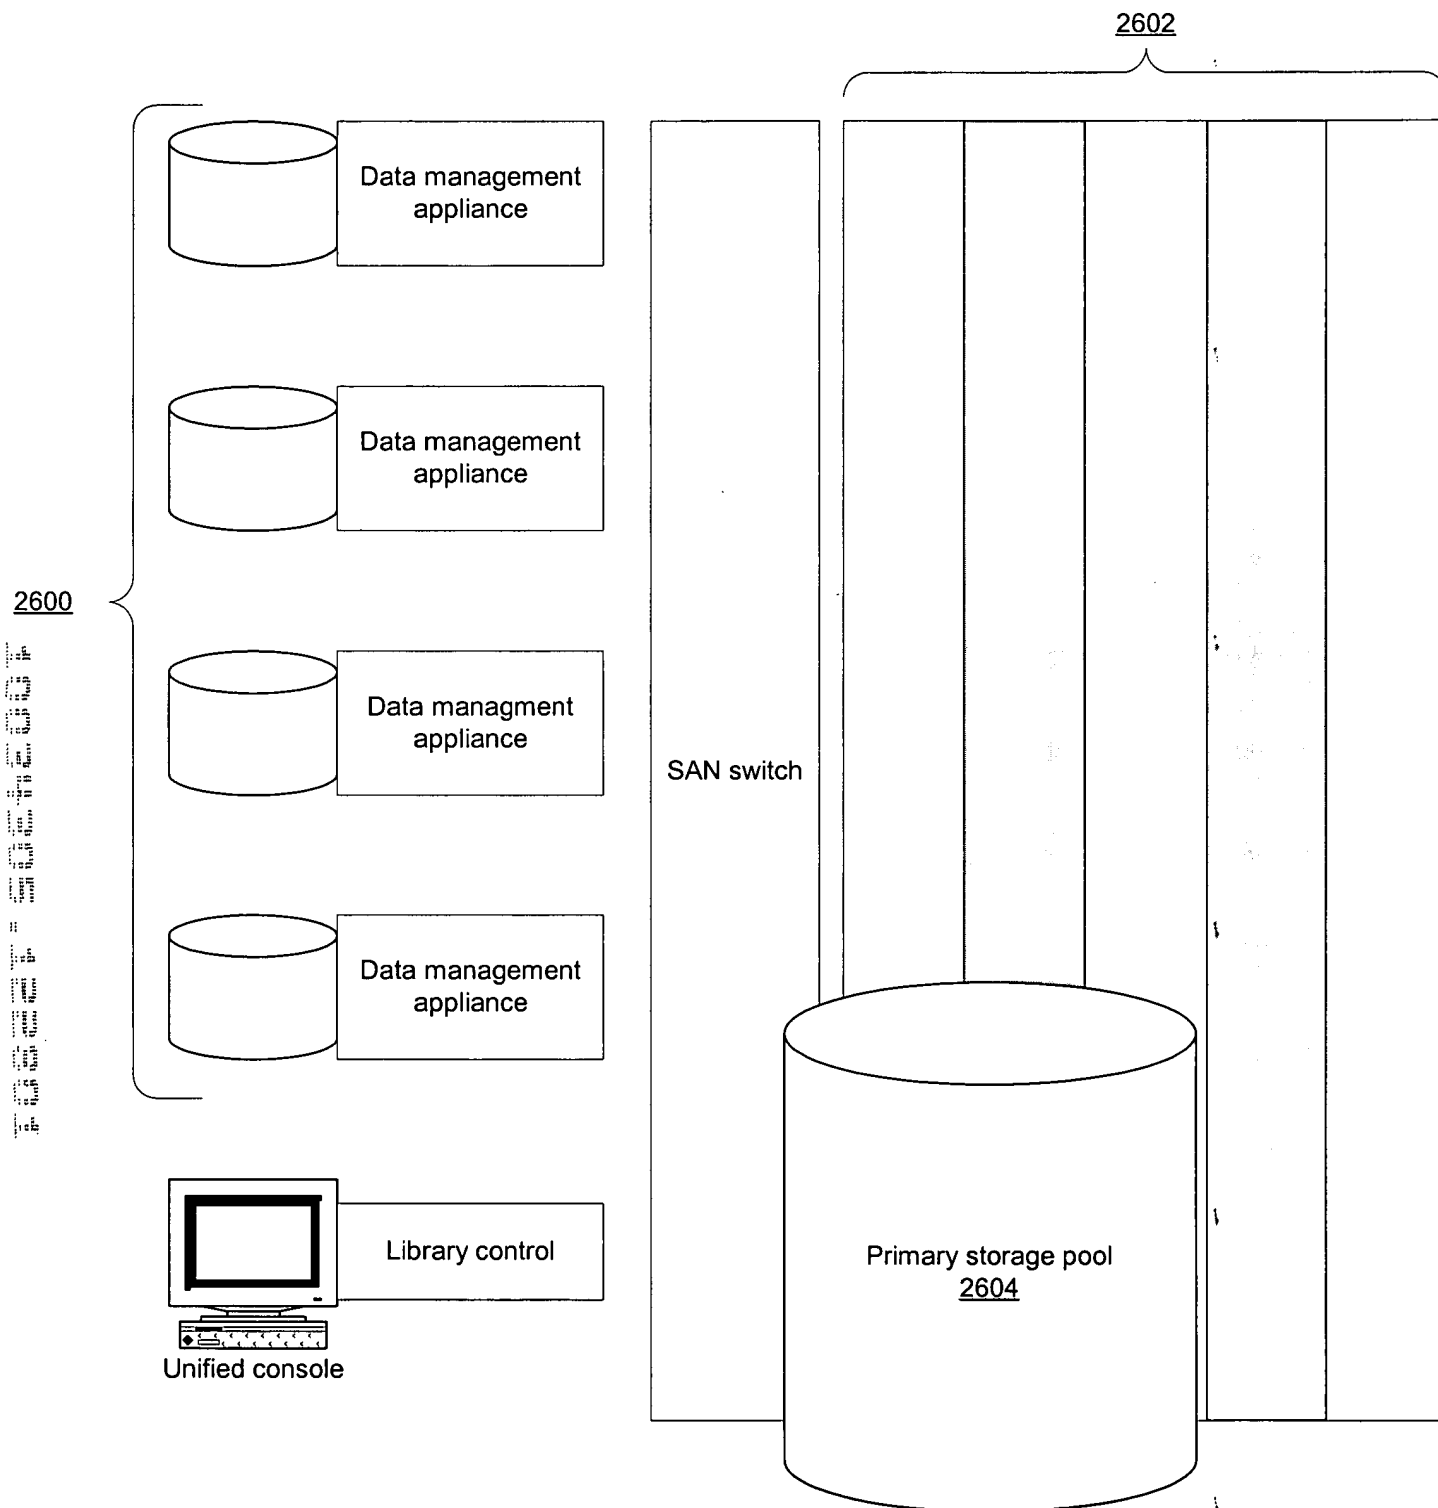 2602
Data management
appliance
Data management
appliance
2600
Data managment
appliance
SAN switch
Data management
appliance
Library control
Primary storage pool
2604
Unified console